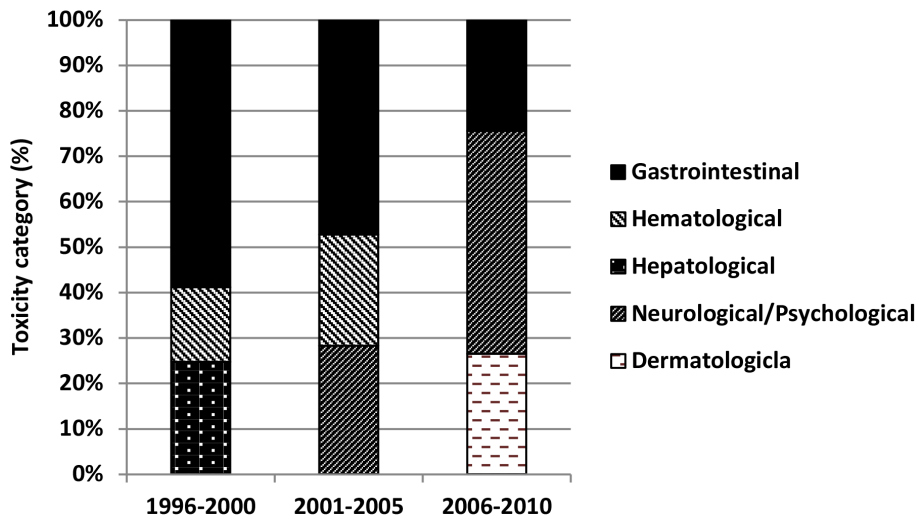 100%
90%
80%
70%
60%
50%
40%
30%
20%
10%
0%
Toxicity category (%)
1996-2000 2001-2005 2006-2010
Gastrointestinal
Hematological
Hepatological
Neurological/Psychological
Dermatologicla